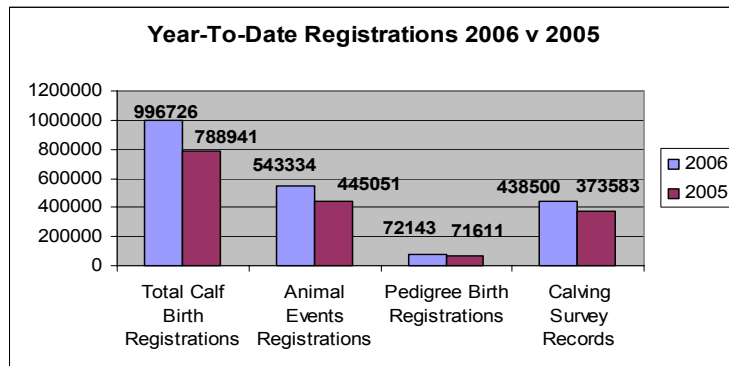 Year-To-Date Registrations 2006 v 2005
1200000
1000000
800000
600000
400000
200000
0
996726
788941
543334
445051
72143
71611
438500
373583
Total Calf
Birth
Registrations
Animal
Events
Registrations
Pedigree Birth
Registrations
Calving
Survey
Records
2006
2005